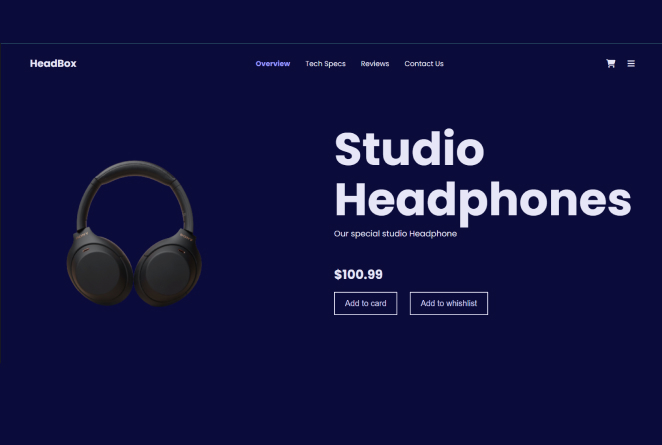 HeadBox
Overview Tech Specs Reviews Contact Us
Studio
Headphones
Our special studio Headphone
$100.99
Add to card Add to whishlist